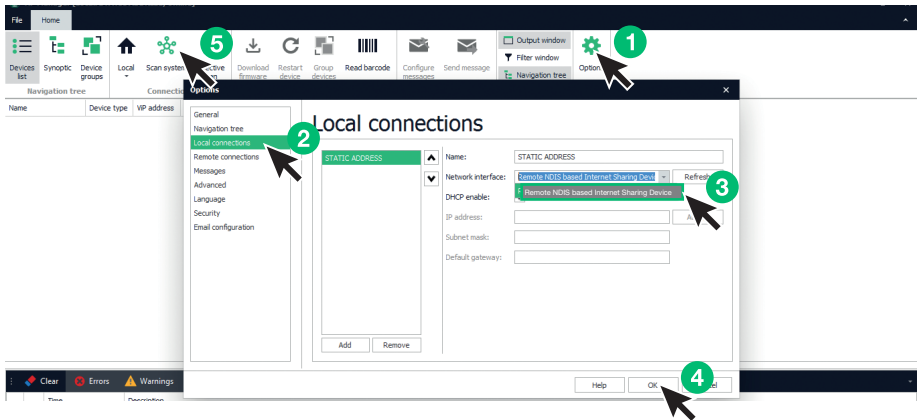 File Home
5 1
Output window
Filter window
Navigation tree
Devices list
Synoptic
Device groups
Local
Scan system
Download firmware
Restart device
Group devices
Read barcode
Configure messages
Send message
Navigation tree
Name Device type VIP address
Options
General
Navigation tree
Local connections
Remote connections
Messages
Advanced
Language
Security
Email configuration
2
Local connections
STATIC ADDRESS
Name: STATIC ADDRESS
Network interface: Remote NDIS based Internet Sharing Devi
Refresh
Remote NDIS based Internet Sharing Device
3
DHCP enable:
IP address:
Subnet mask:
Default gateway:
Add Remove
Help OK
4
Clear Errors Warnings
Time Description